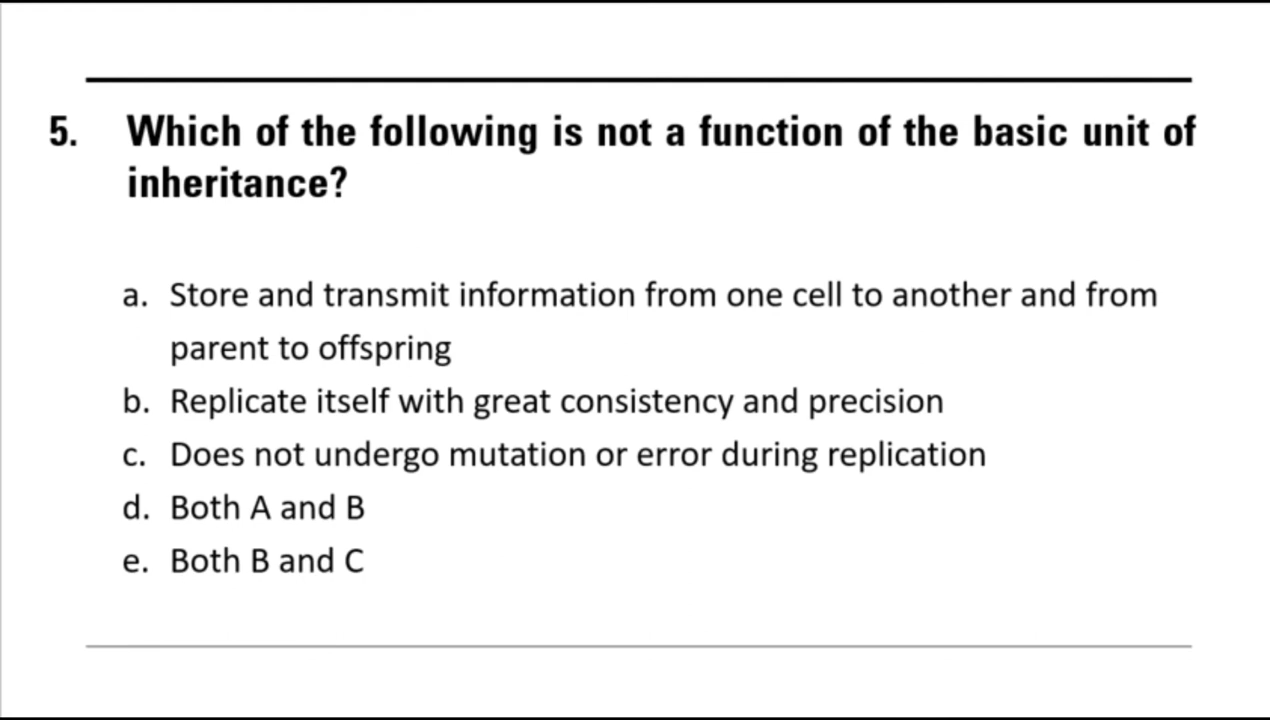 5. Which of the following is not a function of the basic unit of
inheritance?
a. Store and transmit information from one cell to another and from
parent to offspring
b. Replicate itself with great consistency and precision
c. Does not undergo mutation or error during replication
d. Both A and B
e. Both B and C